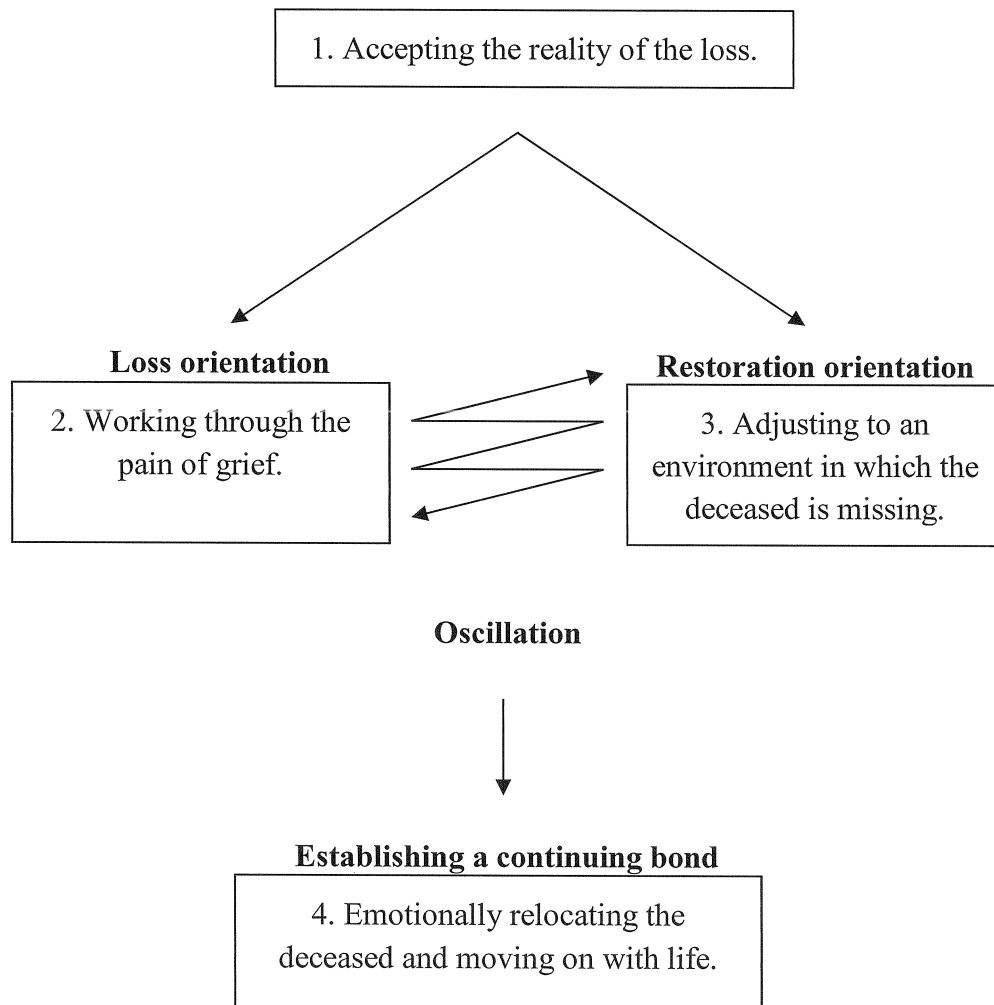 1. Accepting the reality of the loss.
Loss orientation
2. Working through the
pain of grief.
Restoration orientation
3. Adjusting to an
environment in which the
deceased is missing.
Oscillation
Establishing a continuing bond
4. Emotionally relocating the
deceased and moving on with life.